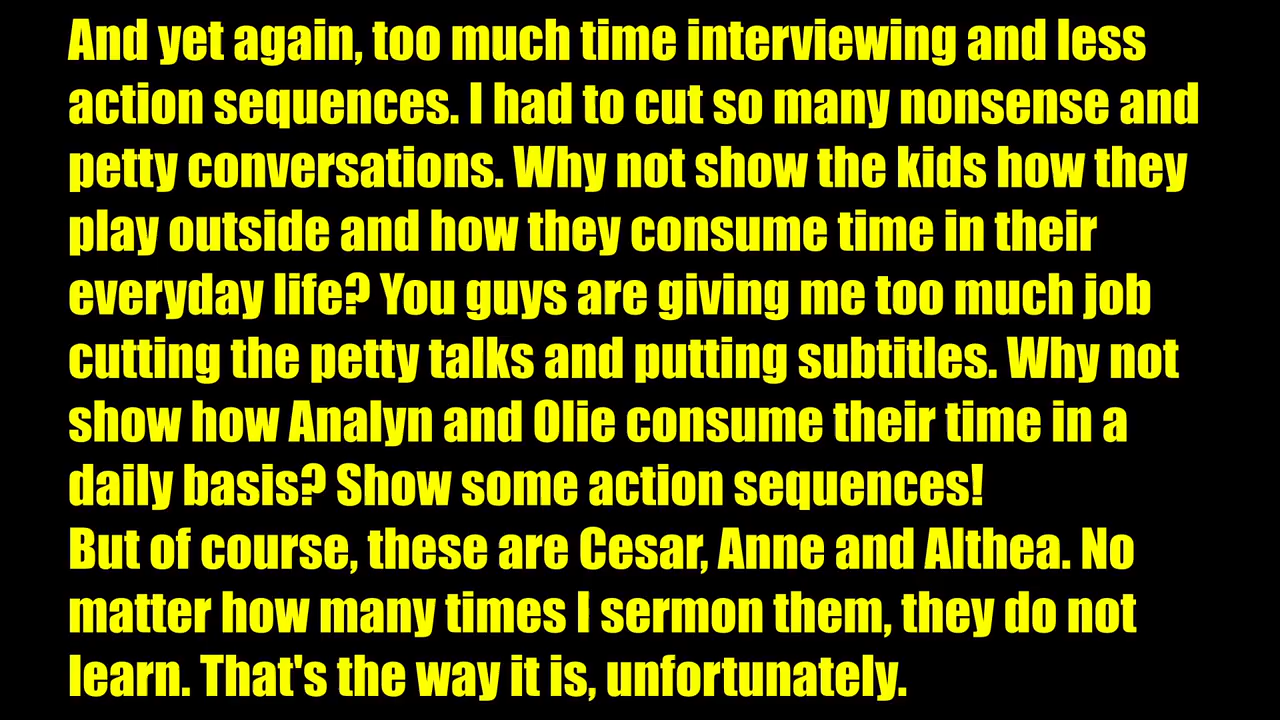 And yet again, too much time interviewing and less
action sequences. I had to cut so many nonsense and
petty conversations. Why not show the kids how they
play outside and how they consume time in their
everyday life? You guys are giving me too much job
cutting the petty talks and putting subtitles. Why not
show how Analyn and Olie consume their time in a
daily basis? Show some action sequences!
But of course, these are Cesar, Anne and Althea. No
matter how many times I sermon them, they do not
learn. That's the way it is, unfortunately.